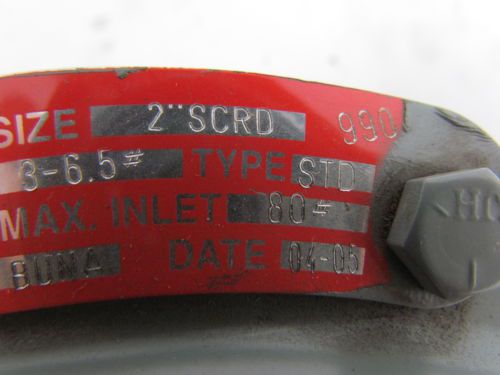 SIZE 2"SCRD 990
3-6.5# TYPE STD
MAX. INLET 80#
BUNA DATE 04-05